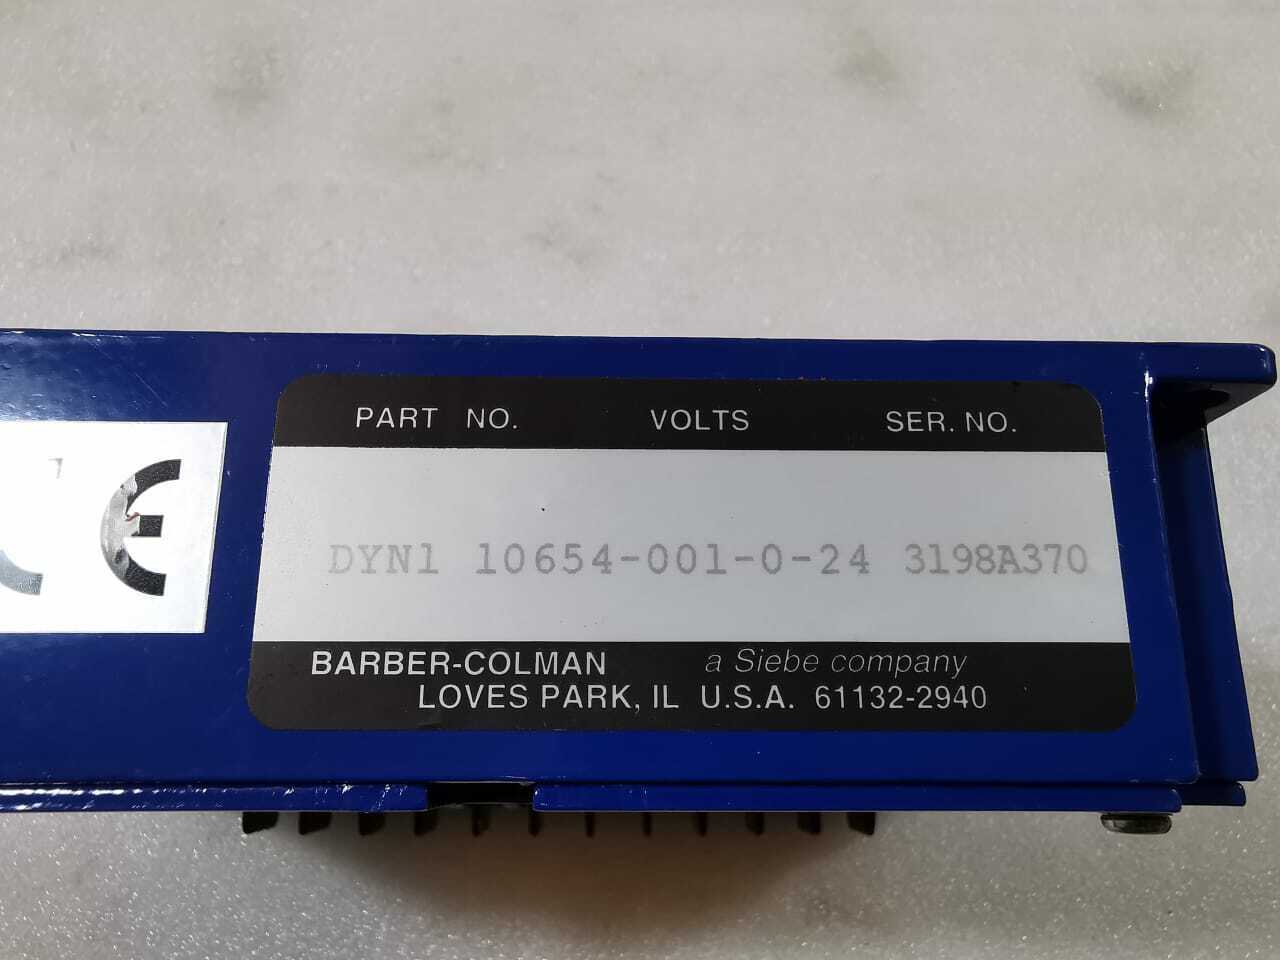 PART NO. VOLTS SER. NO.
CE
DYN1 10654-001-0-24 3198A370
BARBER-COLMAN a Siebe company
LOVES PARK, IL U.S.A. 61132-2940